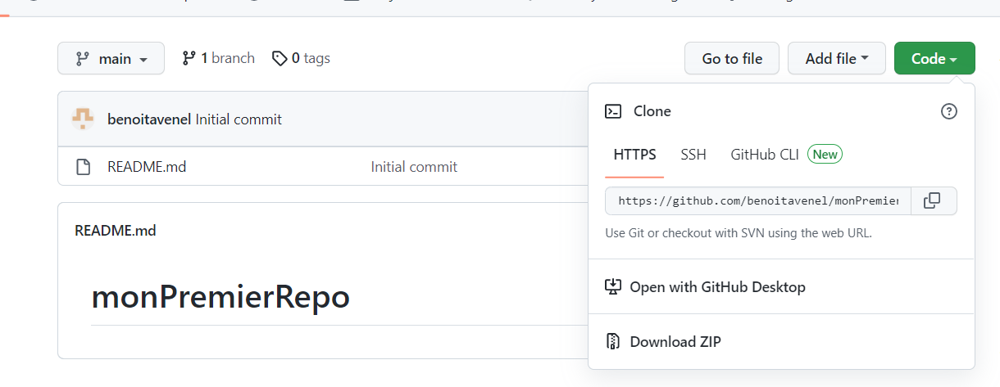 main 1 branch 0 tags Go to file Add file Code
benoitavenel Initial commit
Clone
HTTPS SSH GitHub CLI New
README.md Initial commit
https://github.com/benoitavenel/monPremier
Use Git or checkout with SVN using the web URL.
README.md
Open with GitHub Desktop
monPremierRepo
Download ZIP